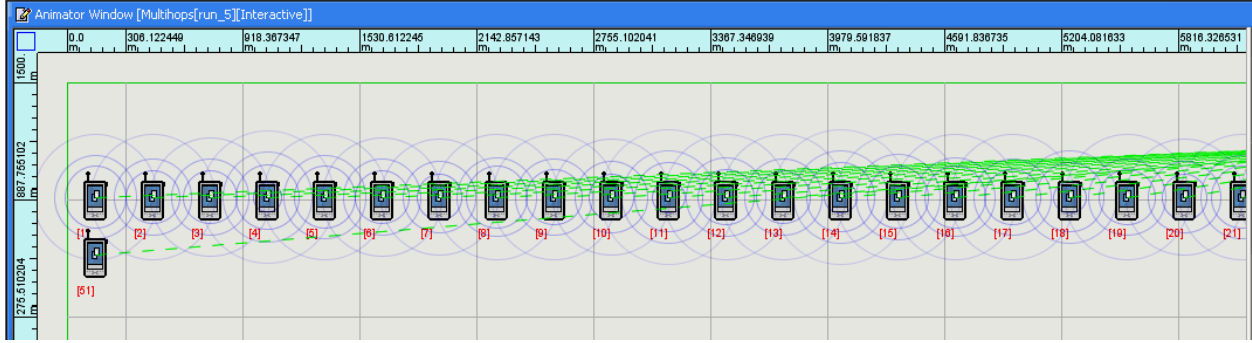 Animator Window [Multihops[run_5][Interactive]]
0.0 306.122449 918.367347 1530.612245 2142.857143 2755.102041 3367.346939 3979.591837 4591.836735 5204.081633 5816.326531
m m m m m m m m m m m
1500. m
887.755102
[1] [2] [3] [4] [5] [6] [7] [8] [9] [10] [11] [12] [13] [14] [15] [16] [17] [18] [19] [20] [21]
275.510204 m
[51]